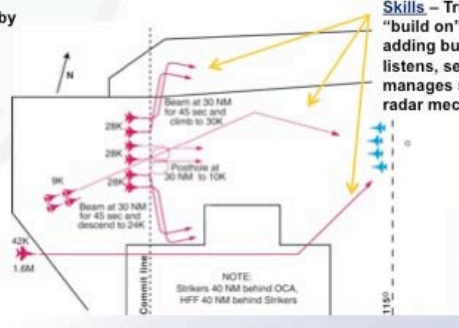 by
Skills – Tri
"build on"
adding bu
listens, se
manages s
radar mec
N
Beam at 30 NM
for 45 sec and
climb to 30K
28K
28K
28K
Posthole at
30 NM to 10K
9K
Beam at 30 NM
for 45 sec and
descend to 24K
42K
1.6M
Commit line
NOTE:
Strikers 40 NM behind OCA,
HFF 40 NM behind Strikers